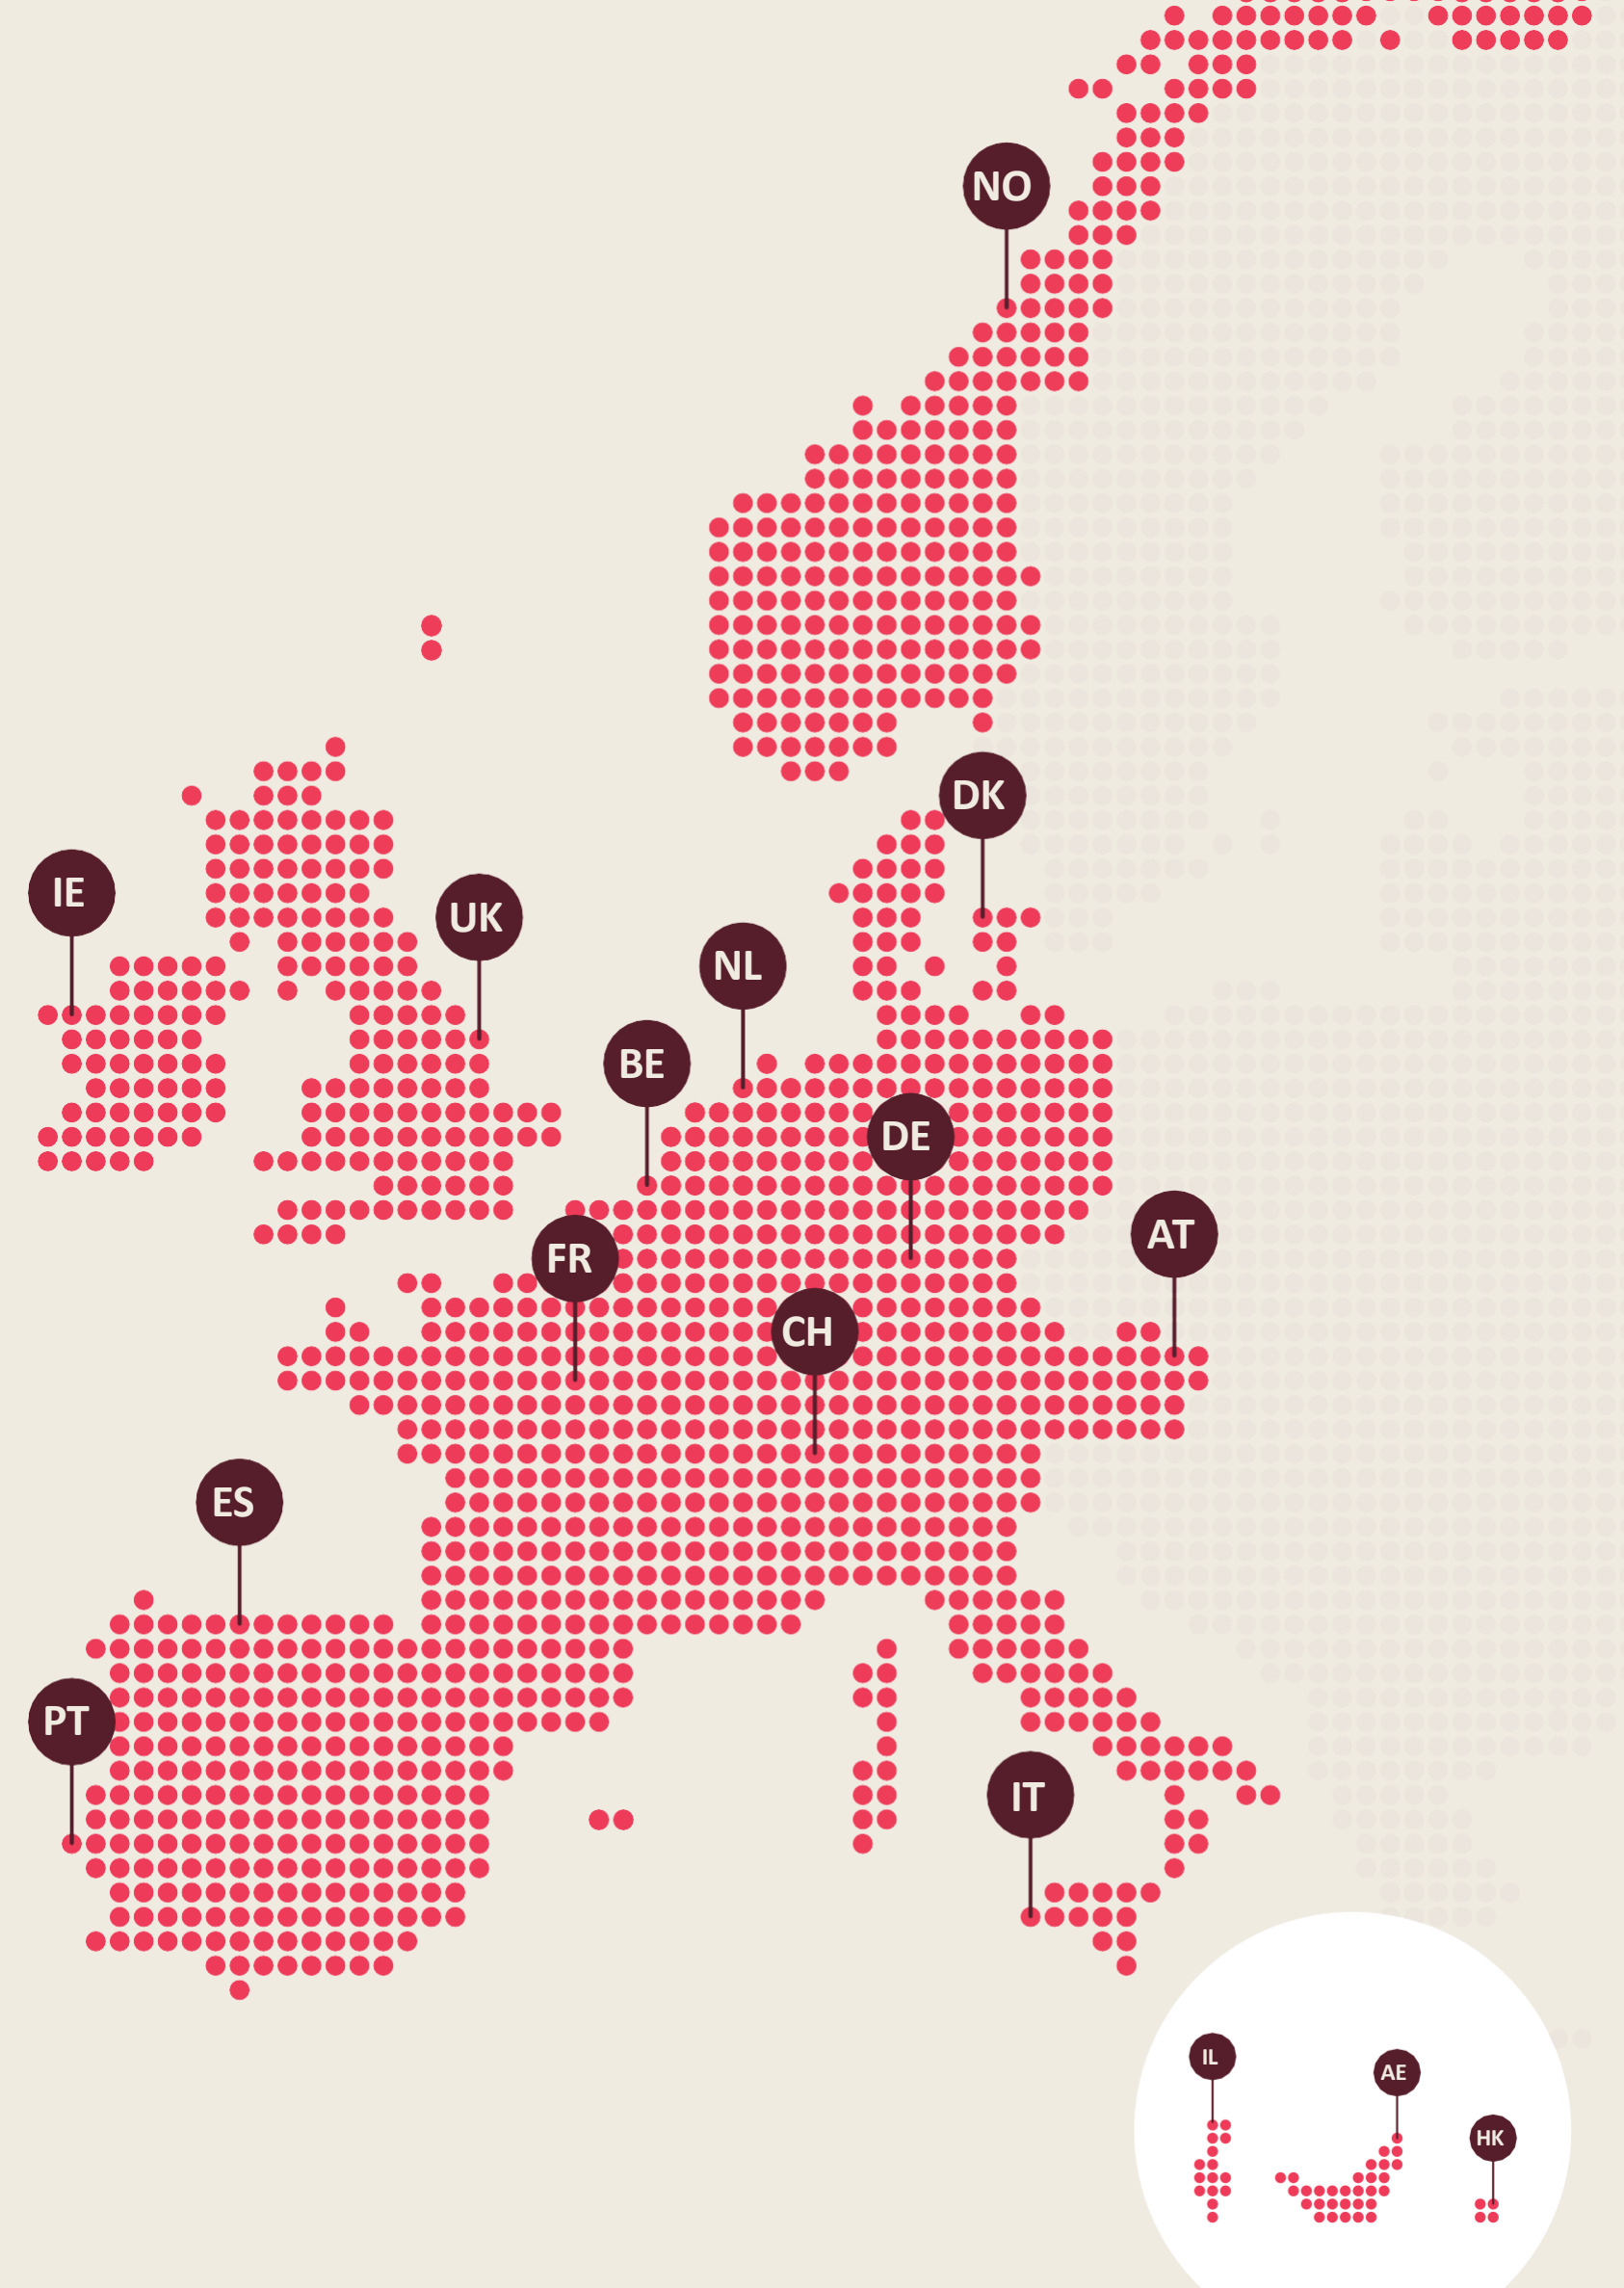 NO
DK
IE
UK
NL
BE
DE
AT
FR
CH
ES
PT
IT
IL
AE
HK